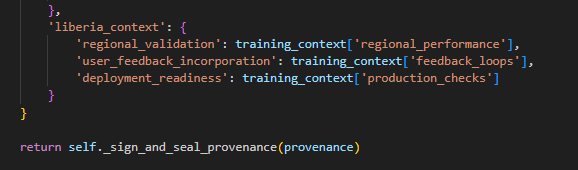 },
'liberia_context': {
'regional_validation': training_context['regional_performance'],
'user_feedback_incorporation': training_context['feedback_loops'],
'deployment_readiness': training_context['production_checks']
}
}
return self._sign_and_seal_provenance(provenance)